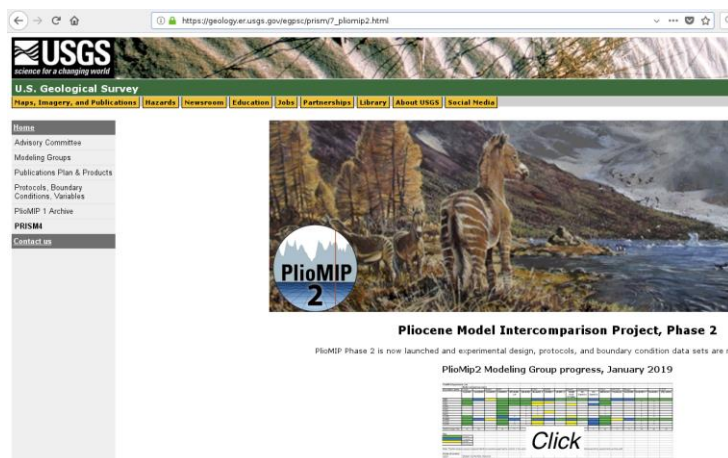 https://geology.er.usgs.gov/egpsc/prism/7_pliomip2.html
USGS
science for a changing world
U.S. Geological Survey
Maps, Imagery, and Publications Hazards Newsroom Education Jobs Partnerships Library About USGS Social Media
Home
Advisory Committee
Modeling Groups
Publications Plan & Products
Protocols, Boundary
Conditions, Variables
PlioMIP 1 Archive
PRISM4
Contact us
PlioMIP
2
Pliocene Model Intercomparison Project, Phase 2
PlioMIP Phase 2 is now launched and experimental design, protocols, and boundary condition data sets are
PlioMip2 Modeling Group progress, January 2019
Click